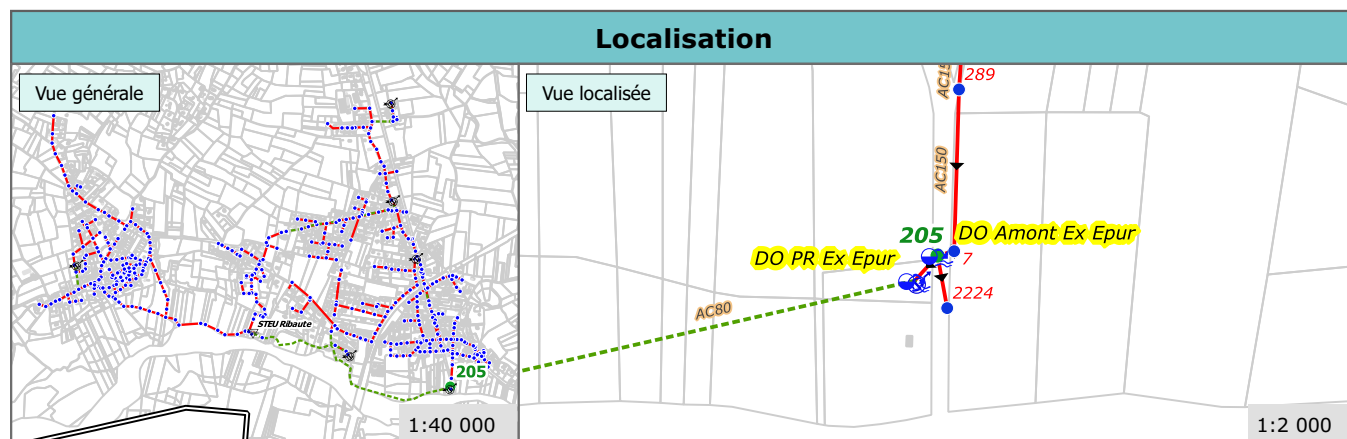 Localisation
Vue générale
STEU Ribaute
205
1:40 000
Vue localisée
AC15
289
AC150
205
DO Amont Ex Epur
DO PR Ex Epur
7
2224
AC80
1:2 000